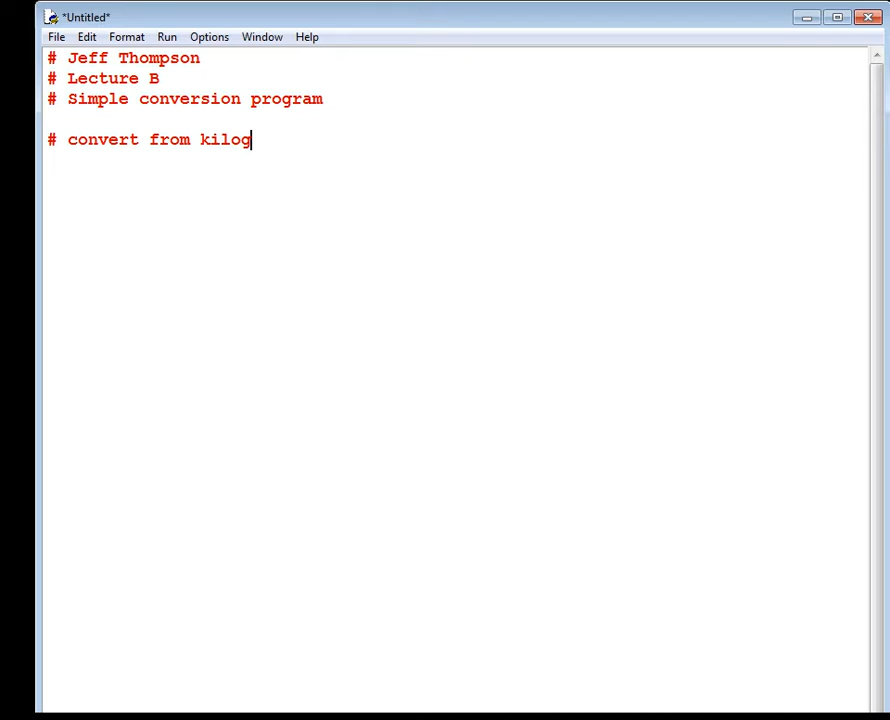 *Untitled*
File Edit Format Run Options Window Help
# Jeff Thompson
# Lecture B
# Simple conversion program
# convert from kilog